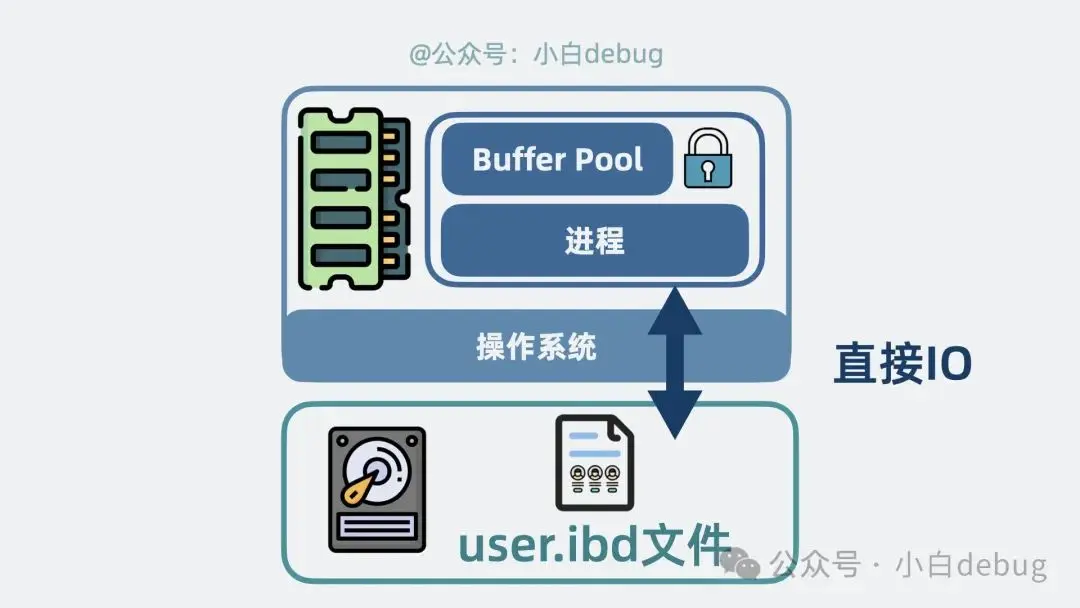 @公众号：小白debug
Buffer Pool
进程
操作系统
直接IO
user.ibd文件
公众号 · 小白debug